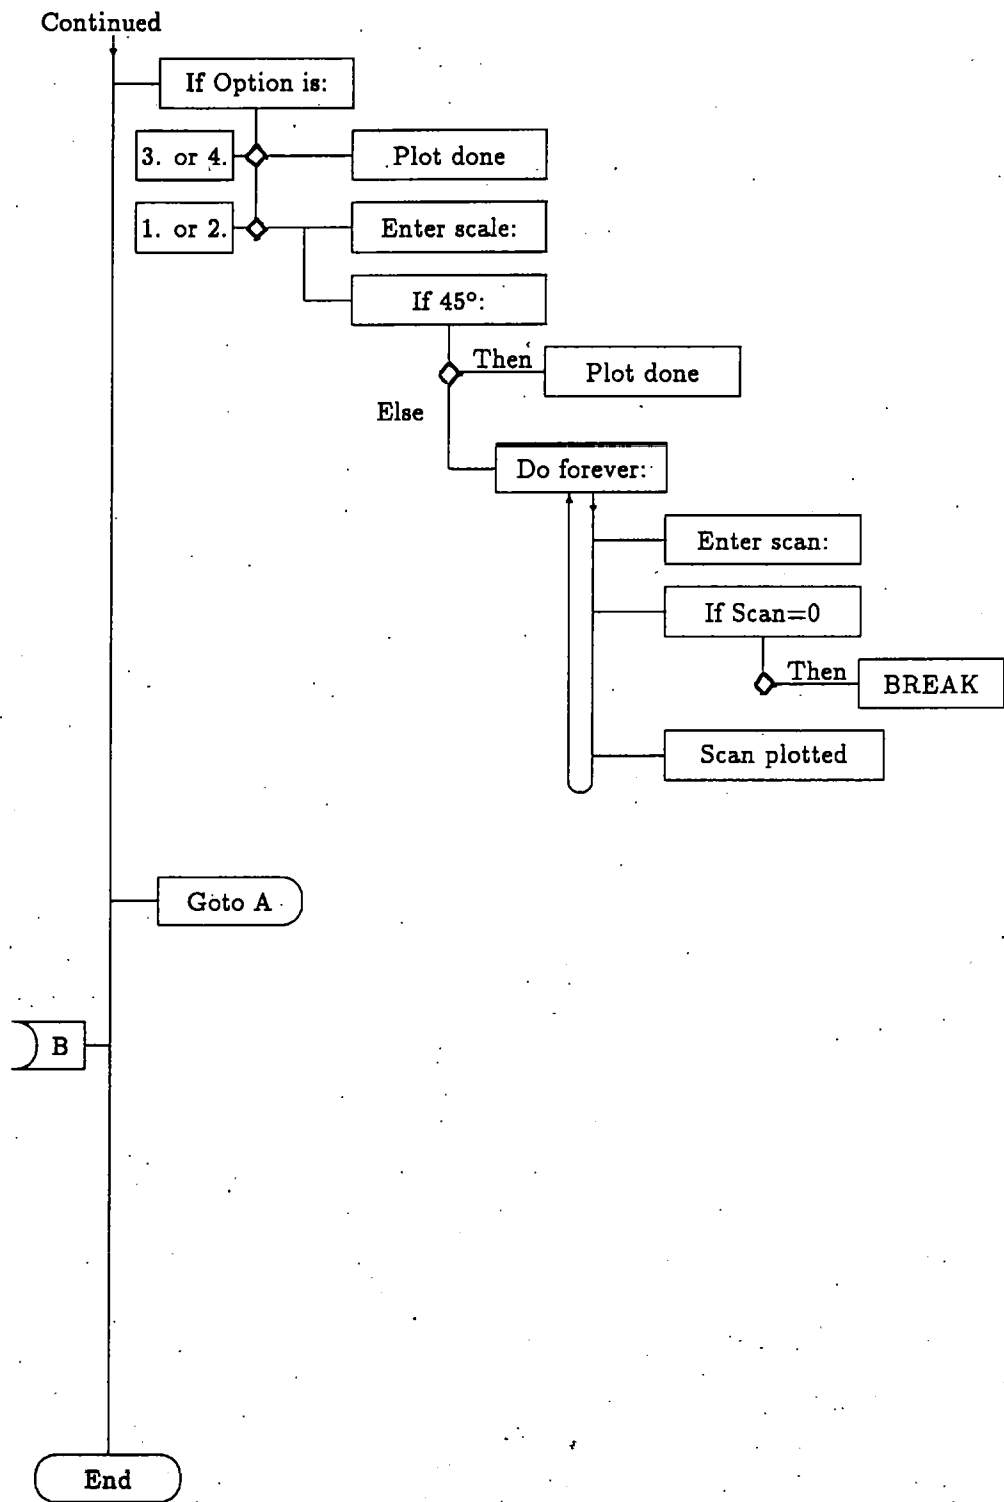 Continued
If Option is:
3. or 4.
Plot done
1. or 2.
Enter scale:
If 45°:
Then
Plot done
Else
Do forever:
Enter scan:
If Scan=0
Then
BREAK
Scan plotted
Goto A
B
End